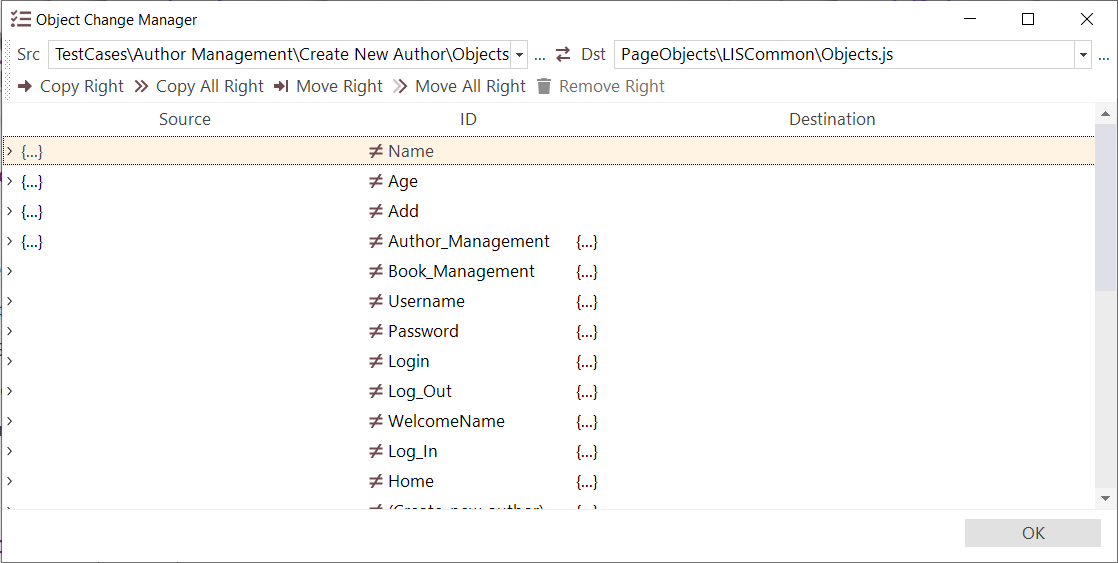 Object Change Manager
Src TestCases\Author Management\Create New Author\Objects ... Dst PageObjects\LISCommon\Objects.js ...
Copy Right Copy All Right Move Right Move All Right Remove Right
Source ID Destination
> {...} ≠ Name
> {...} ≠ Age
> {...} ≠ Add
> {...} ≠ Author_Management {...}
> ≠ Book_Management {...}
> ≠ Username {...}
> ≠ Password {...}
> ≠ Login {...}
> ≠ Log_Out {...}
> ≠ WelcomeName {...}
> ≠ Log_In {...}
> ≠ Home {...}
> ≠ (Create_new_author) {...}
OK